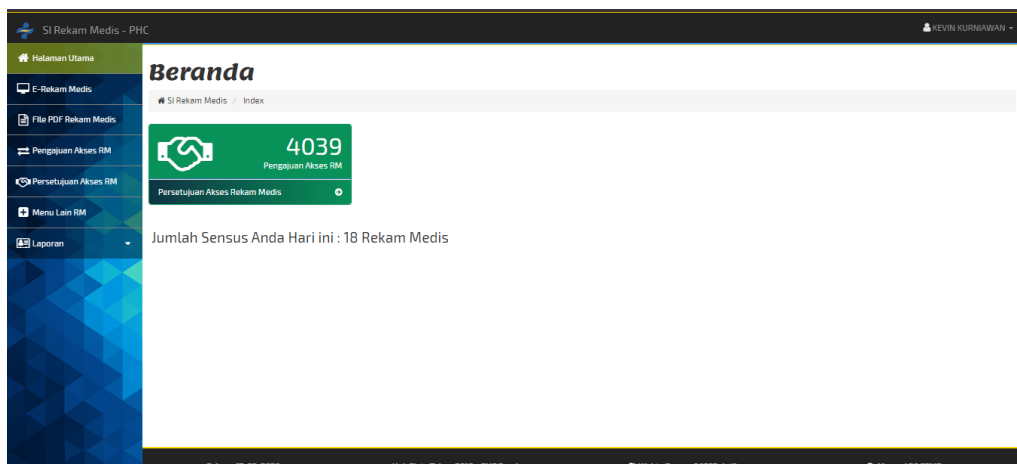 SI Rekam Medis - PHC
KEVIN KURNIAWAN
Halaman Utama
E-Rekam Medis
File PDF Rekam Medis
Pengajuan Akses RM
Persetujuan Akses RM
Menu Lain RM
Laporan
Beranda
SI Rekam Medis / Index
4039
Pengajuan Akses RM
Persetujuan Akses Rekam Medis
Jumlah Sensus Anda Hari ini : 18 Rekam Medis